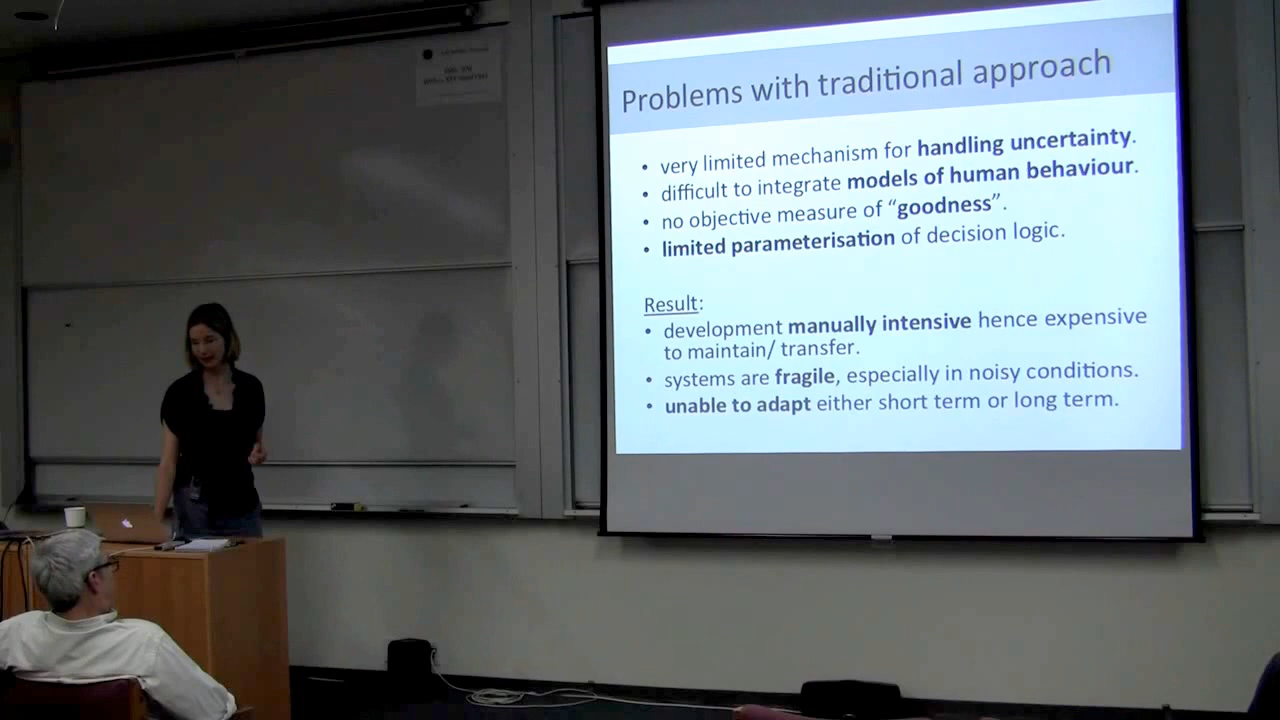 Problems with traditional approach
• very limited mechanism for handling uncertainty.
• difficult to integrate models of human behaviour.
• no objective measure of “goodness”.
• limited parameterisation of decision logic.
Result:
• development manually intensive hence expensive
to maintain/ transfer.
• systems are fragile, especially in noisy conditions.
• unable to adapt either short term or long term.